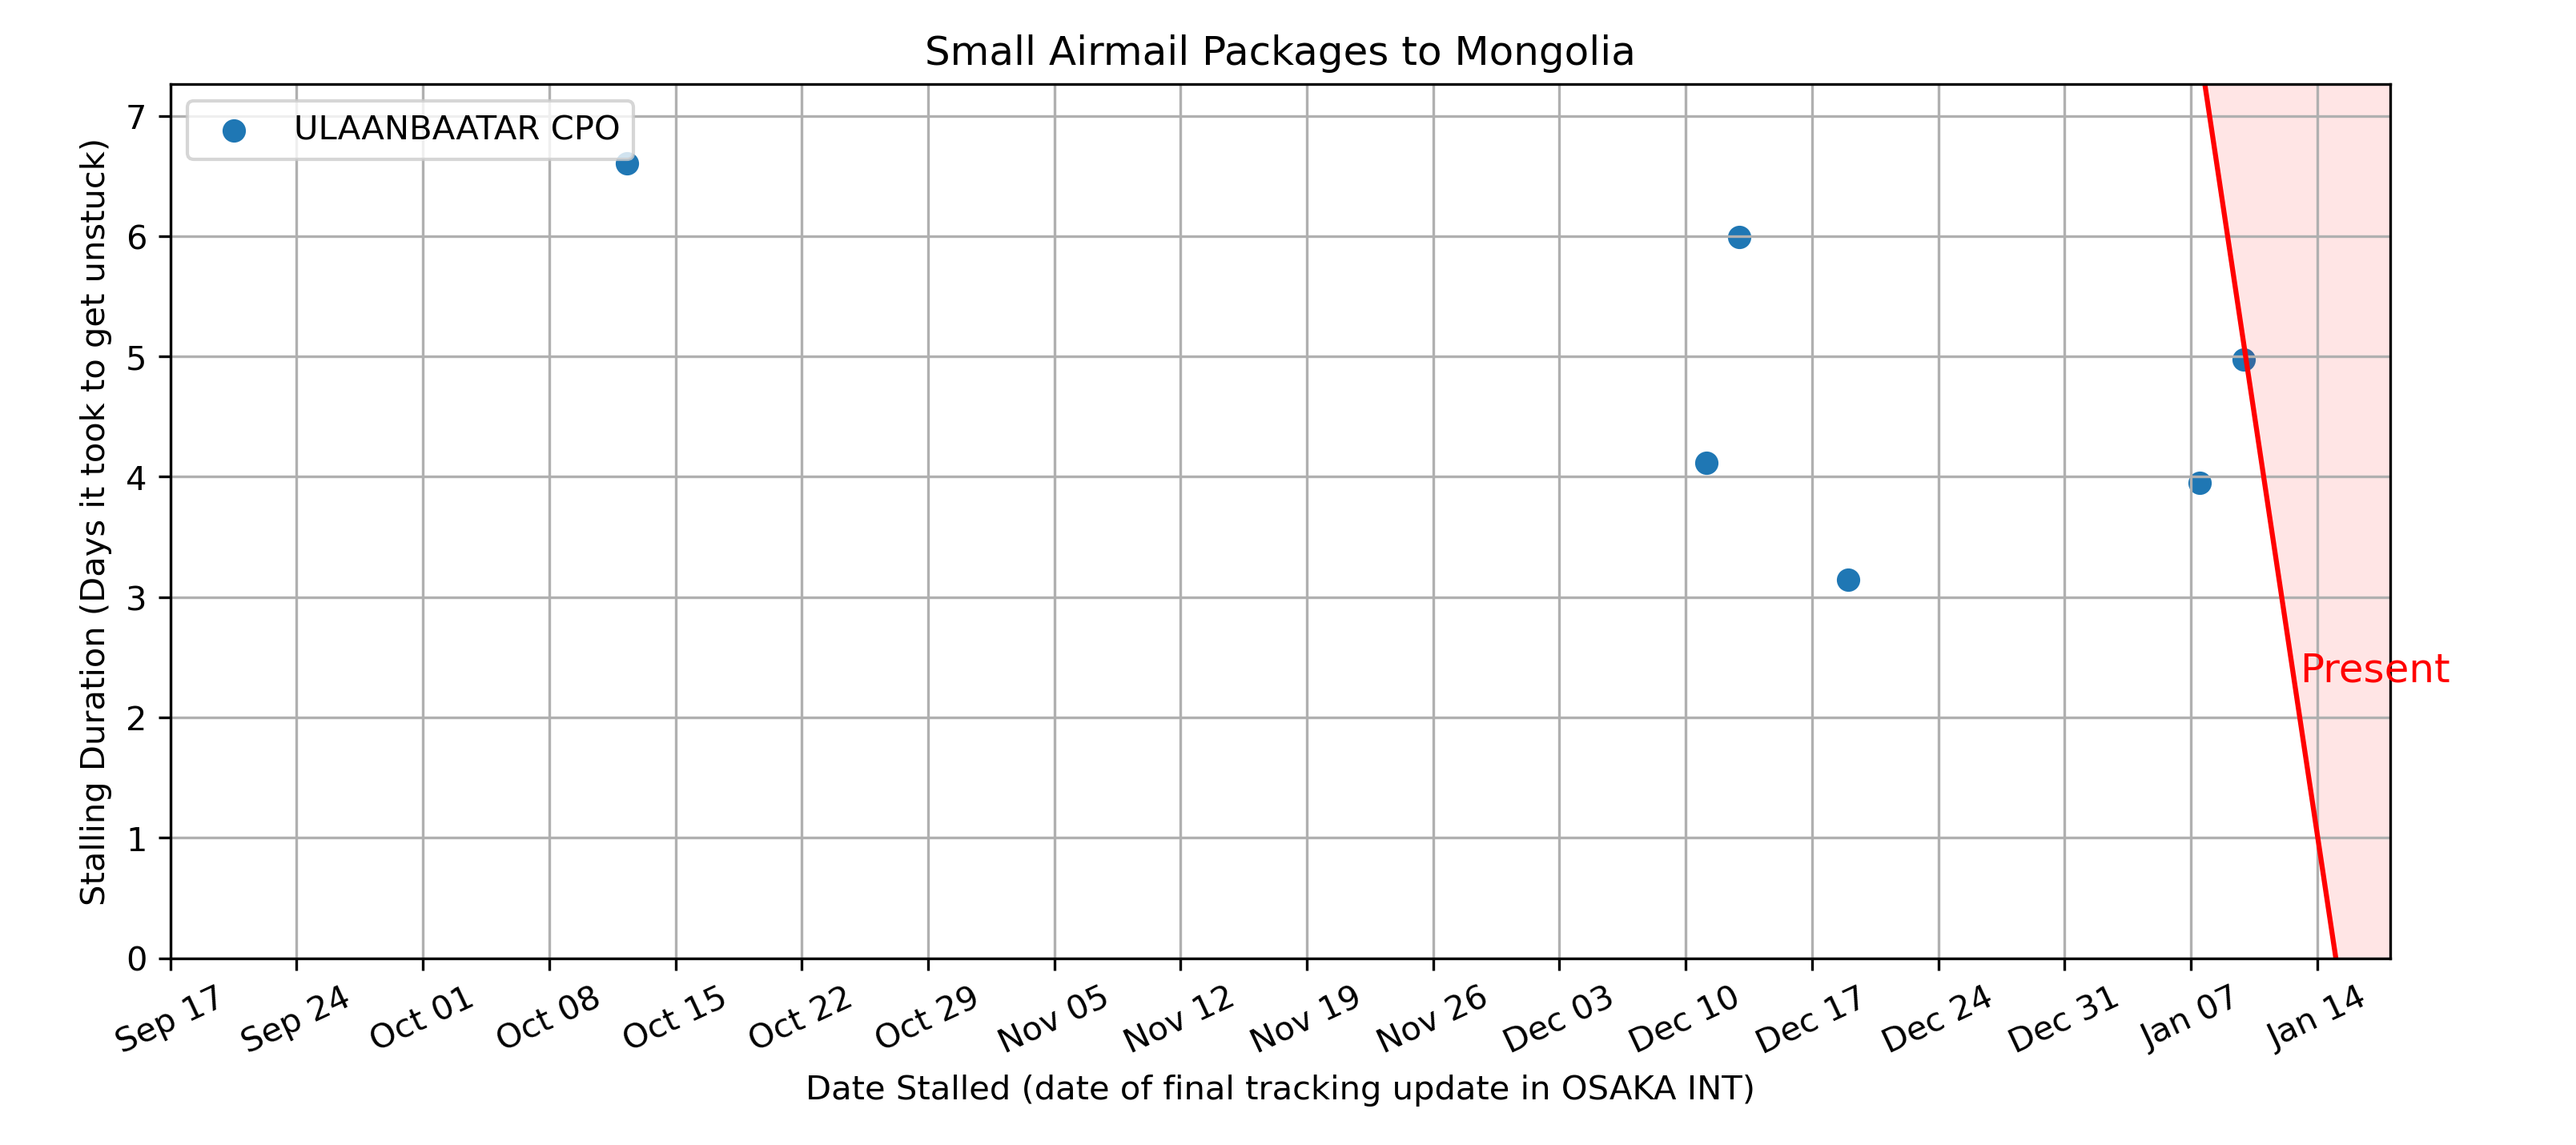 Small Airmail Packages to Mongolia
ULAANBAATAR CPO
Stalling Duration (Days it took to get unstuck)
7
6
5
4
3
2
1
0
Present
Sep 17
Sep 24
Oct 01
Oct 08
Oct 15
Oct 22
Oct 29
Nov 05
Nov 12
Nov 19
Nov 26
Dec 03
Dec 10
Dec 17
Dec 24
Dec 31
Jan 07
Jan 14
Date Stalled (date of final tracking update in OSAKA INT)